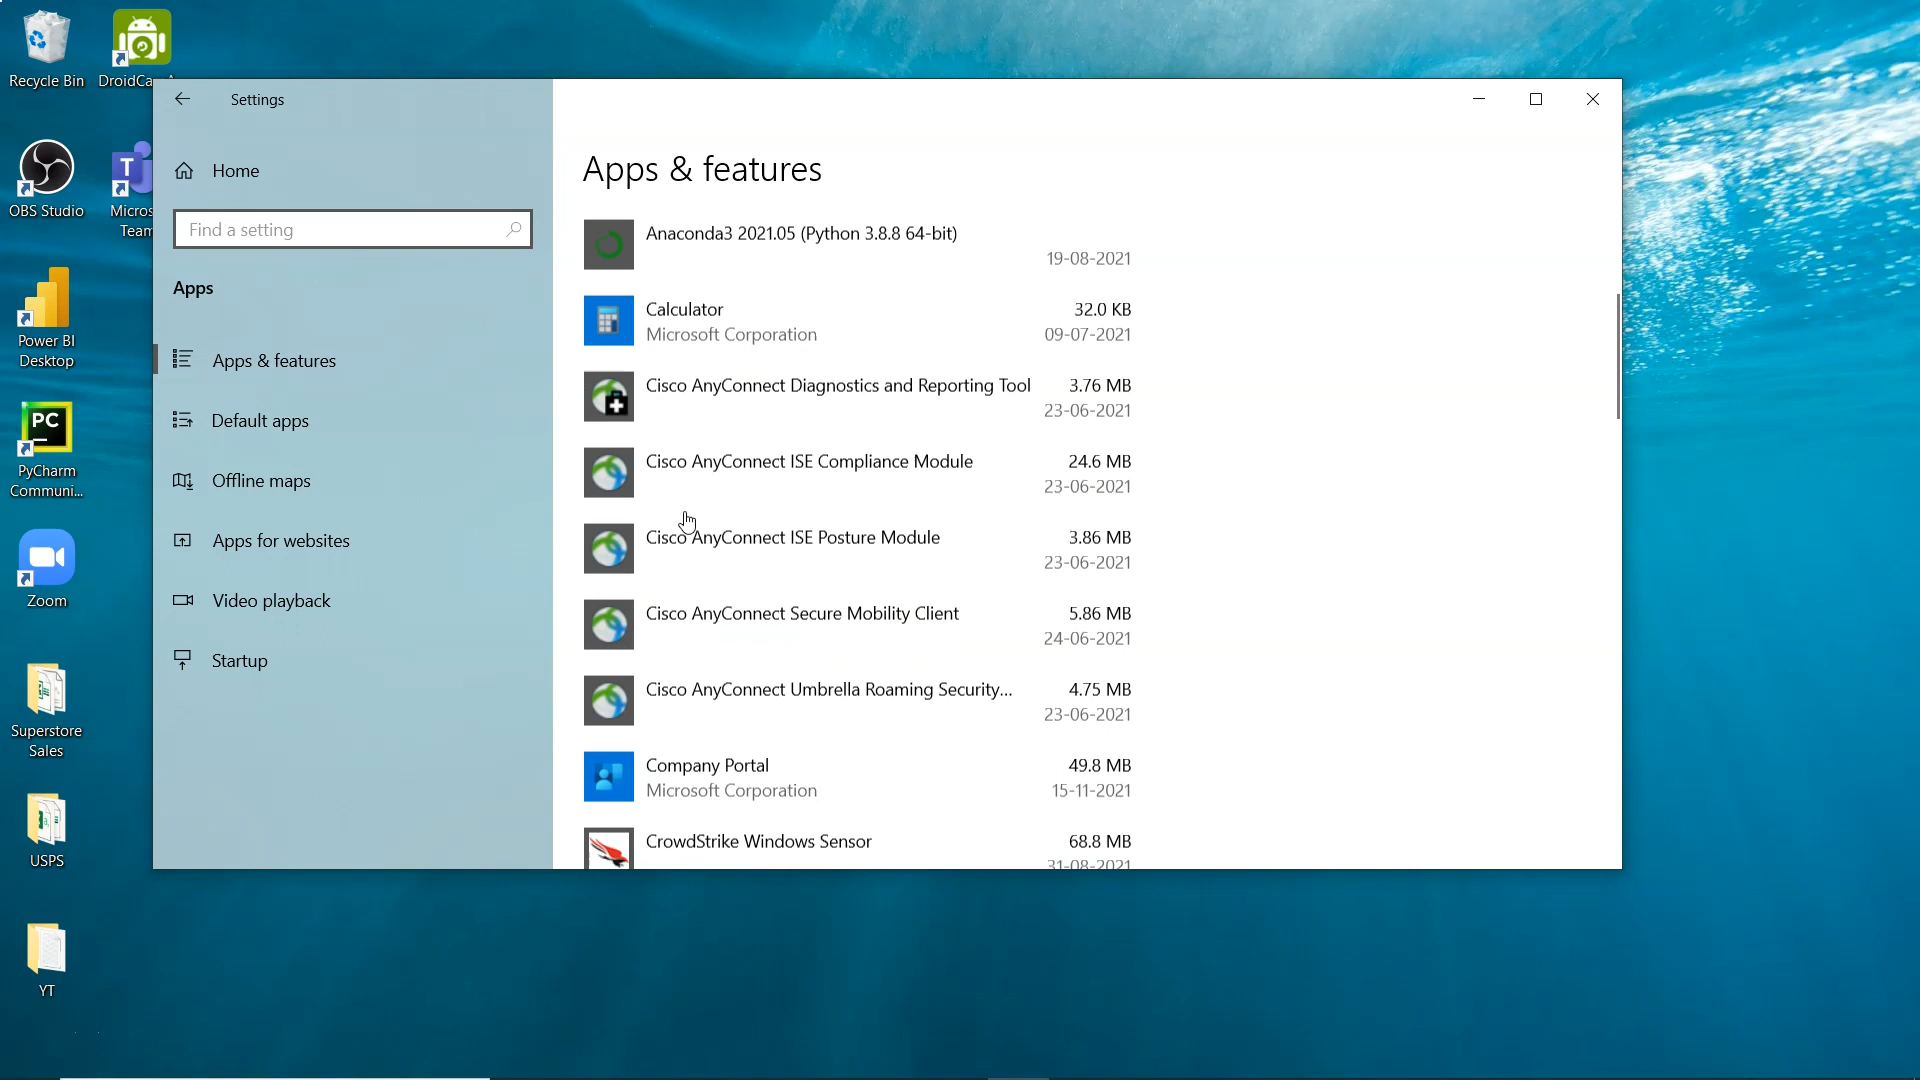 Recycle Bin
OBS Studio
Power BI
Desktop
PC
PyCharm
Communi...
Zoom
Superstore
Sales
USPS
YT
T
Settings
Home
Find a setting
Apps
Apps & features
Default apps
Offline maps
Apps for websites
Video playback
Startup
Apps & features
Anaconda3 2021.05 (Python 3.8.8 64-bit)
19-08-2021
Calculator 32.0 KB
Microsoft Corporation 09-07-2021
Cisco AnyConnect Diagnostics and Reporting Tool 3.76 MB
23-06-2021
Cisco AnyConnect ISE Compliance Module 24.6 MB
23-06-2021
Cisco AnyConnect ISE Posture Module 3.86 MB
23-06-2021
Cisco AnyConnect Secure Mobility Client 5.86 MB
24-06-2021
Cisco AnyConnect Umbrella Roaming Security... 4.75 MB
23-06-2021
Company Portal 49.8 MB
Microsoft Corporation 15-11-2021
CrowdStrike Windows Sensor 68.8 MB
31-08-2021